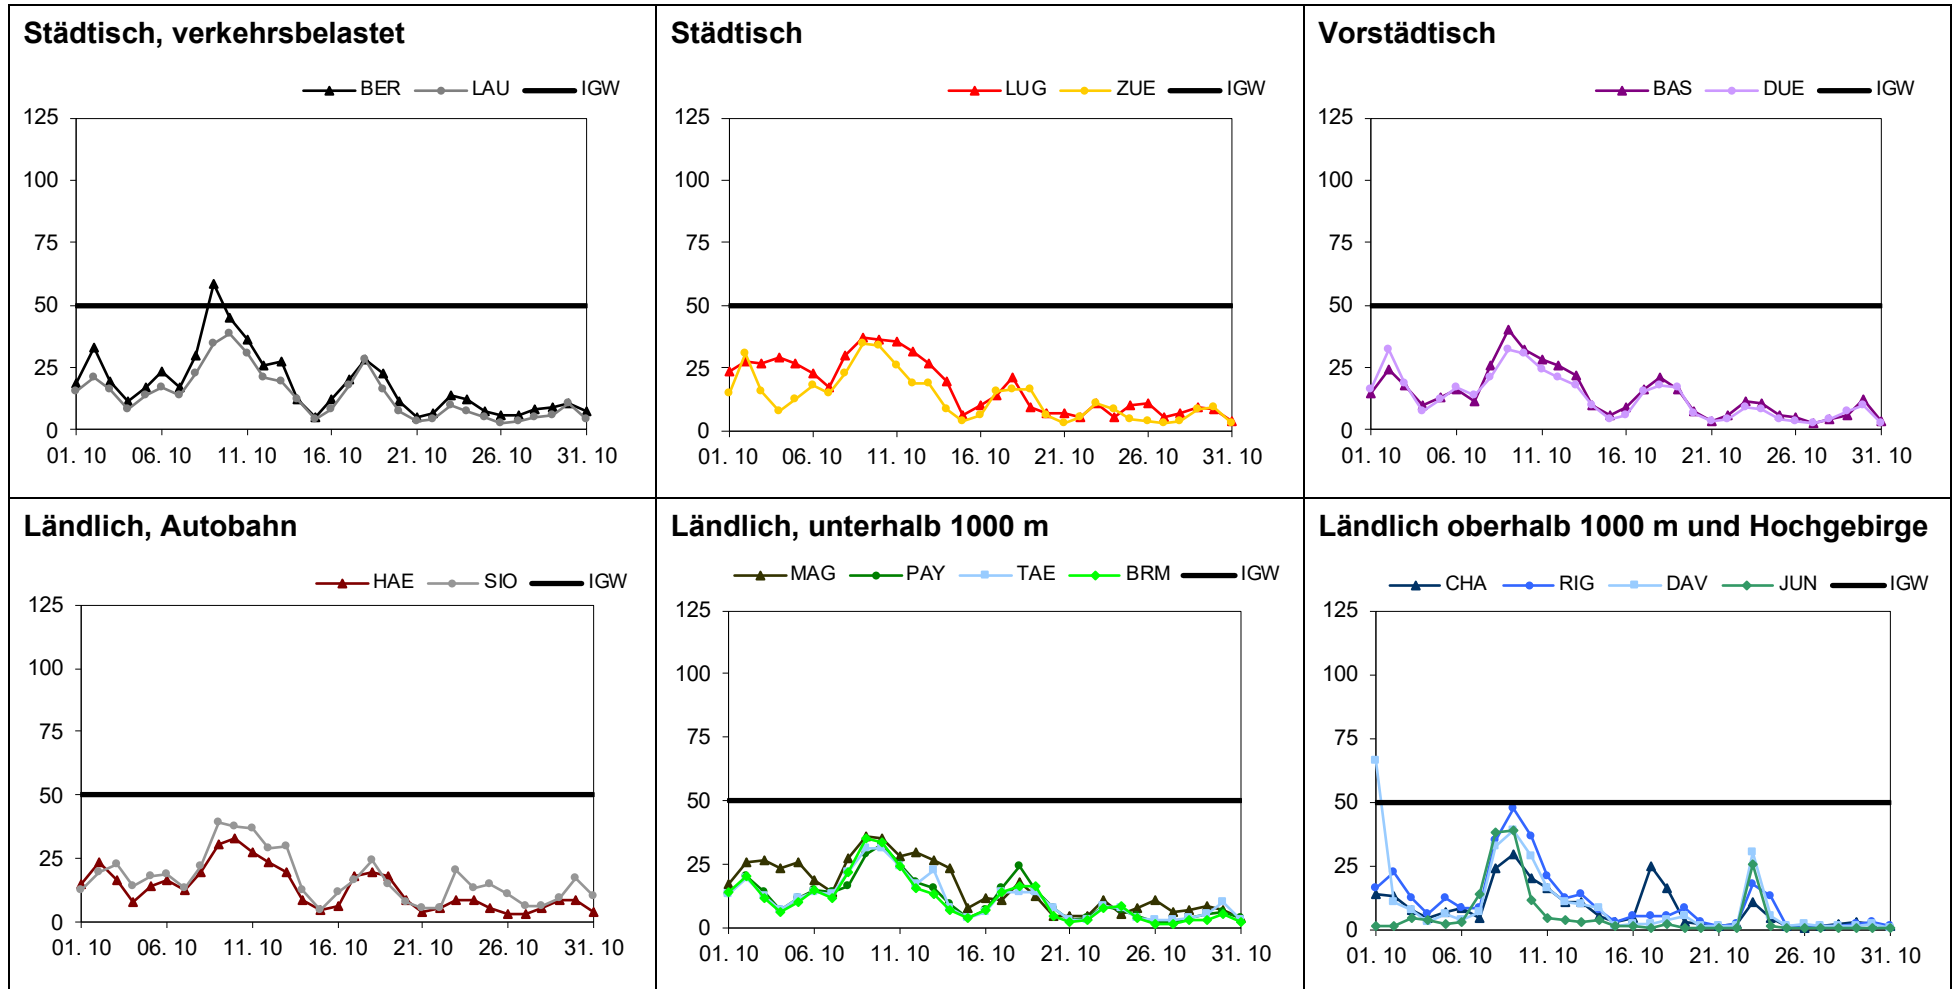 Städtisch, verkehrsbelastet
BER LAU IGW
125
100
75
50
25
0
01. 10 06. 10 11. 10 16. 10 21. 10 26. 10 31. 10
Städtisch
LUG ZUE IGW
125
100
75
50
25
0
01. 10 06. 10 11. 10 16. 10 21. 10 26. 10 31. 10
Vorstädtisch
BAS DUE IGW
125
100
75
50
25
0
01. 10 06. 10 11. 10 16. 10 21. 10 26. 10 31. 10
Ländlich, Autobahn
HAE SIO IGW
125
100
75
50
25
0
01. 10 06. 10 11. 10 16. 10 21. 10 26. 10 31. 10
Ländlich, unterhalb 1000 m
MAG PAY TAE BRM IGW
125
100
75
50
25
0
01. 10 06. 10 11. 10 16. 10 21. 10 26. 10 31. 10
Ländlich oberhalb 1000 m und Hochgebirge
CHA RIG DAV JUN IGW
125
100
75
50
25
0
01. 10 06. 10 11. 10 16. 10 21. 10 26. 10 31. 10